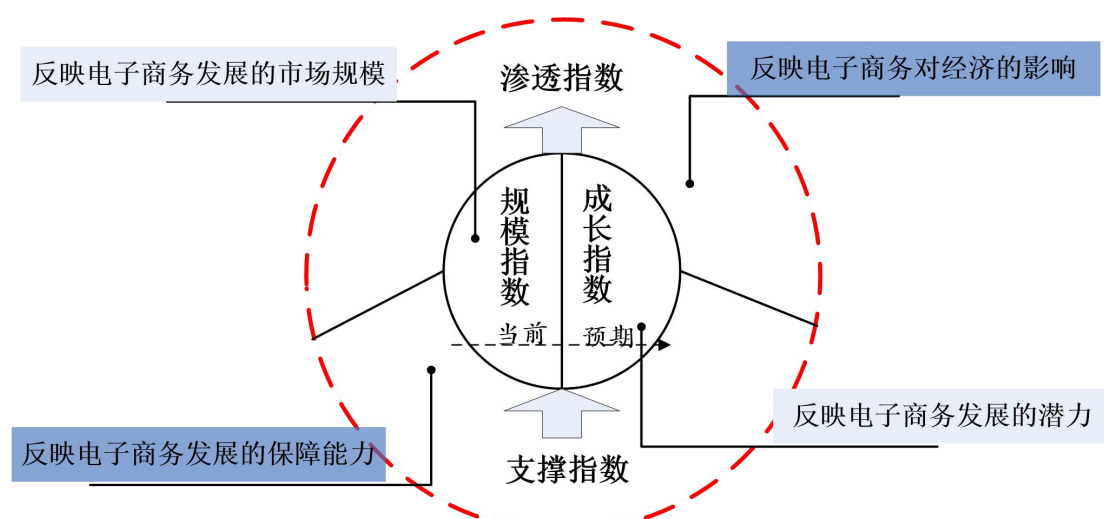 反映电子商务发展的市场规模
渗透指数
反映电子商务对经济的影响
规模指数
成长指数
当前
预期
反映电子商务发展的潜力
反映电子商务发展的保障能力
支撑指数